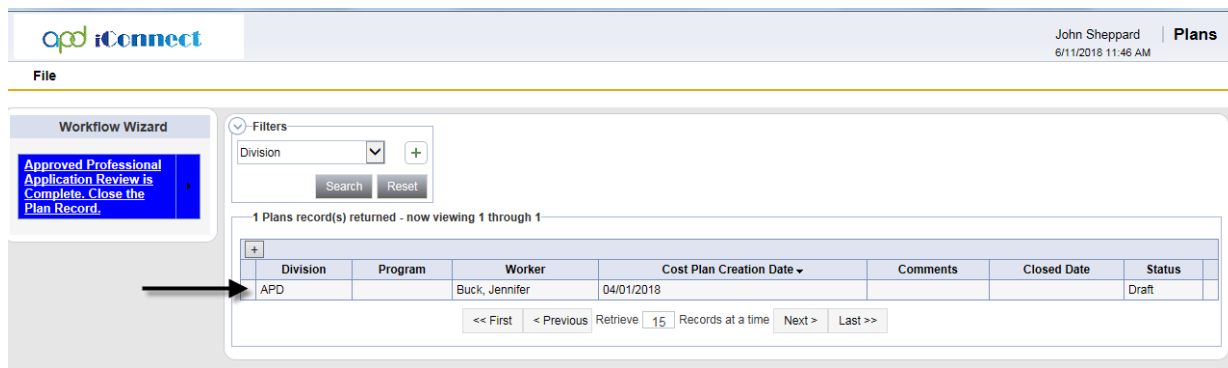 apd iConnect
John Sheppard
Plans
6/11/2018 11:46 AM
File
Workflow Wizard
Approved Professional
Application Review is
Complete. Close the
Plan Record.
Filters
Division
+
Search Reset
1 Plans record(s) returned - now viewing 1 through 1
+
Division Program Worker Cost Plan Creation Date Comments Closed Date Status
APD Buck, Jennifer 04/01/2018 Draft
<< First < Previous Retrieve 15 Records at a time Next > Last >>